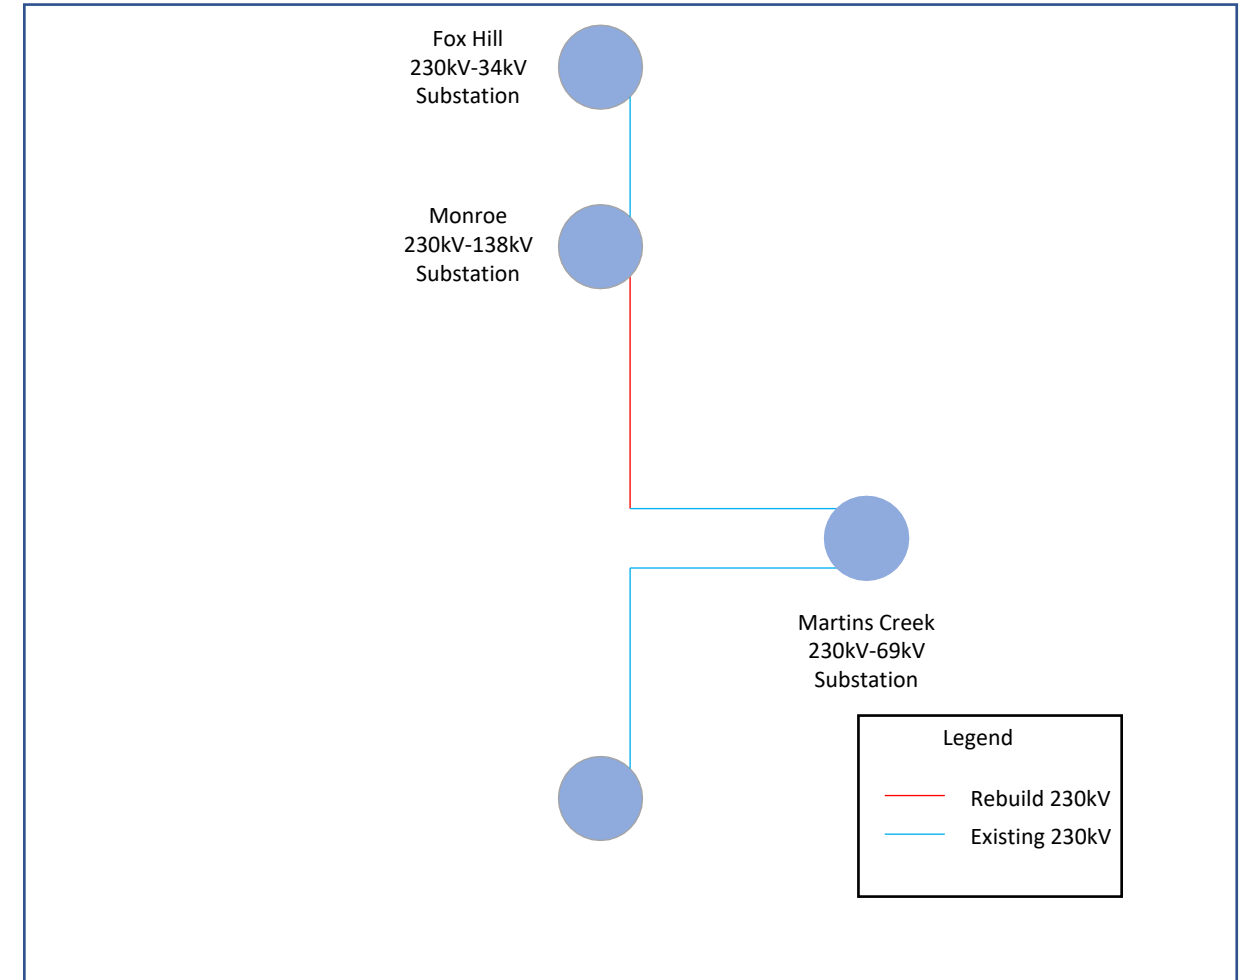 Fox Hill
230kV-34kV
Substation
Monroe
230kV-138kV
Substation
Martins Creek
230kV-69kV
Substation
Legend
Rebuild 230kV
Existing 230kV